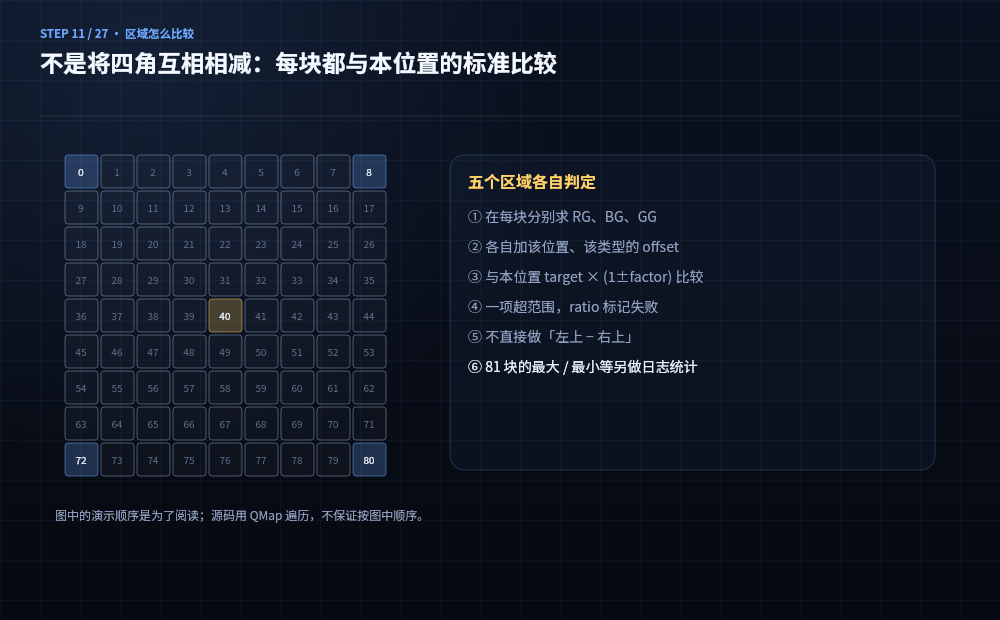 STEP 11 / 27 · 区域怎么比较
不是将四角互相相减：每块都与本位置的标准比较
0 1 2 3 4 5 6 7 8
9 10 11 12 13 14 15 16 17
18 19 20 21 22 23 24 25 26
27 28 29 30 31 32 33 34 35
36 37 38 39 40 41 42 43 44
45 46 47 48 49 50 51 52 53
54 55 56 57 58 59 60 61 62
63 64 65 66 67 68 69 70 71
72 73 74 75 76 77 78 79 80
五个区域各自判定
① 在每块分别求 RG、BG、GG
② 各自加该位置、该类型的 offset
③ 与本位置 target × (1±factor) 比较
④ 一项超范围，ratio 标记失败
⑤ 不直接做「左上 − 右上」
⑥ 81 块的最大 / 最小等另做日志统计
图中的演示顺序是为了阅读；源码用 QMap 遍历，不保证按图中顺序。